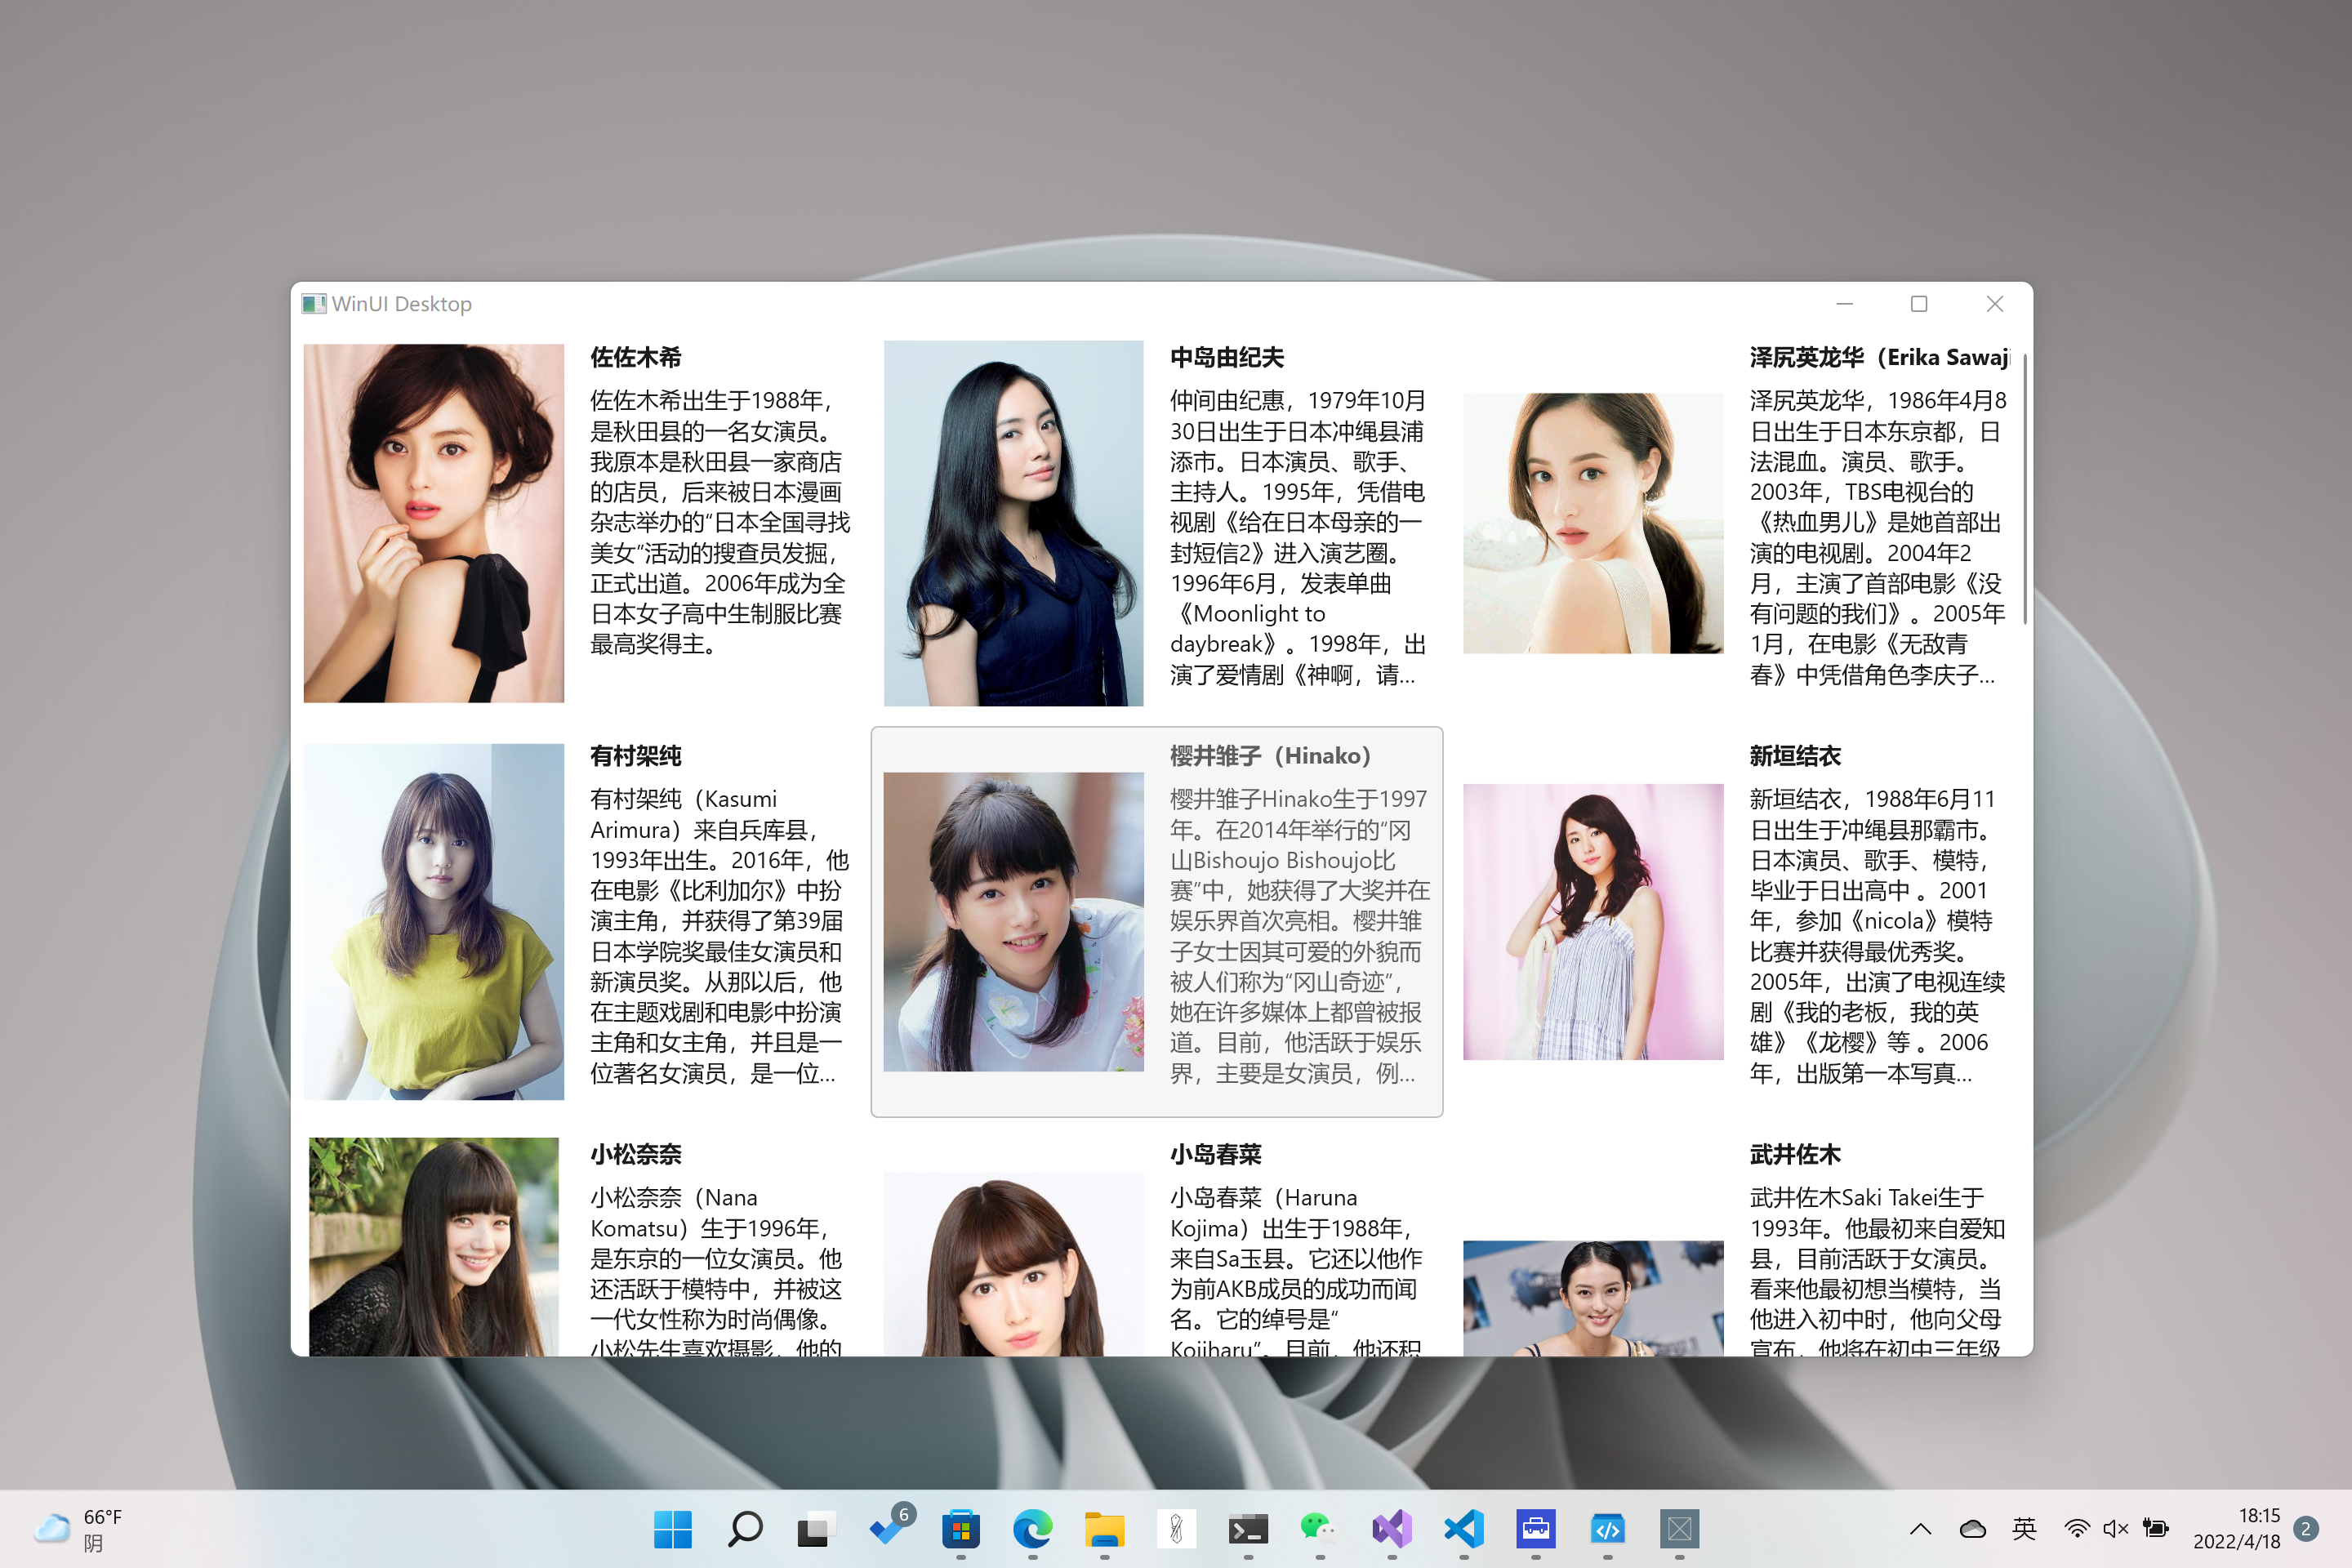 WinUI Desktop
佐佐木希
佐佐木希出生于1988年，
是秋田县的一名女演员。
我原本是秋田县一家商店
的店员，后来被日本漫画
杂志举办的“日本全国寻找
美女”活动的搜查员发掘，
正式出道。2006年成为全
日本女子高中生制服比赛
最高奖得主。
中岛由纪夫
仲间由纪惠，1979年10月
30日出生于日本冲绳县浦
添市。日本演员、歌手、
主持人。1995年，凭借电
视剧《给在日本母亲的一
封短信2》进入演艺圈。
1996年6月，发表单曲
《Moonlight to
daybreak》。1998年，出
演了爱情剧《神啊，请...
泽尻英龙华（Erika Sawaji
泽尻英龙华，1986年4月8
日出生于日本东京都，日
法混血。演员、歌手。
2003年，TBS电视台的
《热血男儿》是她首部出
演的电视剧。2004年2
月，主演了首部电影《没
有问题的我们》。2005年
1月，在电影《无敌青
春》中凭借角色李庆子...
有村架纯
有村架纯（Kasumi
Arimura）来自兵库县，
1993年出生。2016年，他
在电影《比利加尔》中扮
演主角，并获得了第39届
日本学院奖最佳女演员和
新演员奖。从那以后，他
在主题戏剧和电影中扮演
主角和女主角，并且是一
位著名女演员，是一位...
樱井雏子（Hinako）
樱井雏子Hinako生于1997
年。在2014年举行的“冈
山Bishoujo Bishoujo比
赛”中，她获得了大奖并在
娱乐界首次亮相。樱井雏
子女士因其可爱的外貌而
被人们称为“冈山奇迹”，
她在许多媒体上都曾被报
道。目前，他活跃于娱乐
界，主要是女演员，例...
新垣结衣
新垣结衣，1988年6月11
日出生于冲绳县那霸市。
日本演员、歌手、模特，
毕业于日出高中 。2001
年，参加《nicola》模特
比赛并获得最优秀奖。
2005年，出演了电视连续
剧《我的老板，我的英
雄》《龙樱》等 。2006
年，出版第一本写真...
小松奈奈
小松奈奈（Nana
Komatsu）生于1996年，
是东京的一位女演员。他
还活跃于模特中，并被这
一代女性称为时尚偶像。
小松先生喜欢摄影，他的
小岛春菜
小岛春菜（Haruna
Kojima）出生于1988年，
来自Sa玉县。它还以他作
为前AKB成员的成功而闻
名。它的绰号是“
Kojiharu”。目前，他还积
武井佐木
武井佐木Saki Takei生于
1993年。他最初来自爱知
县，目前活跃于女演员。
看来他最初想当模特，当
他进入初中时，他向父母
宣布，他将在初中三年级
66°F
阴
6
英
18:15
2022/4/18
2